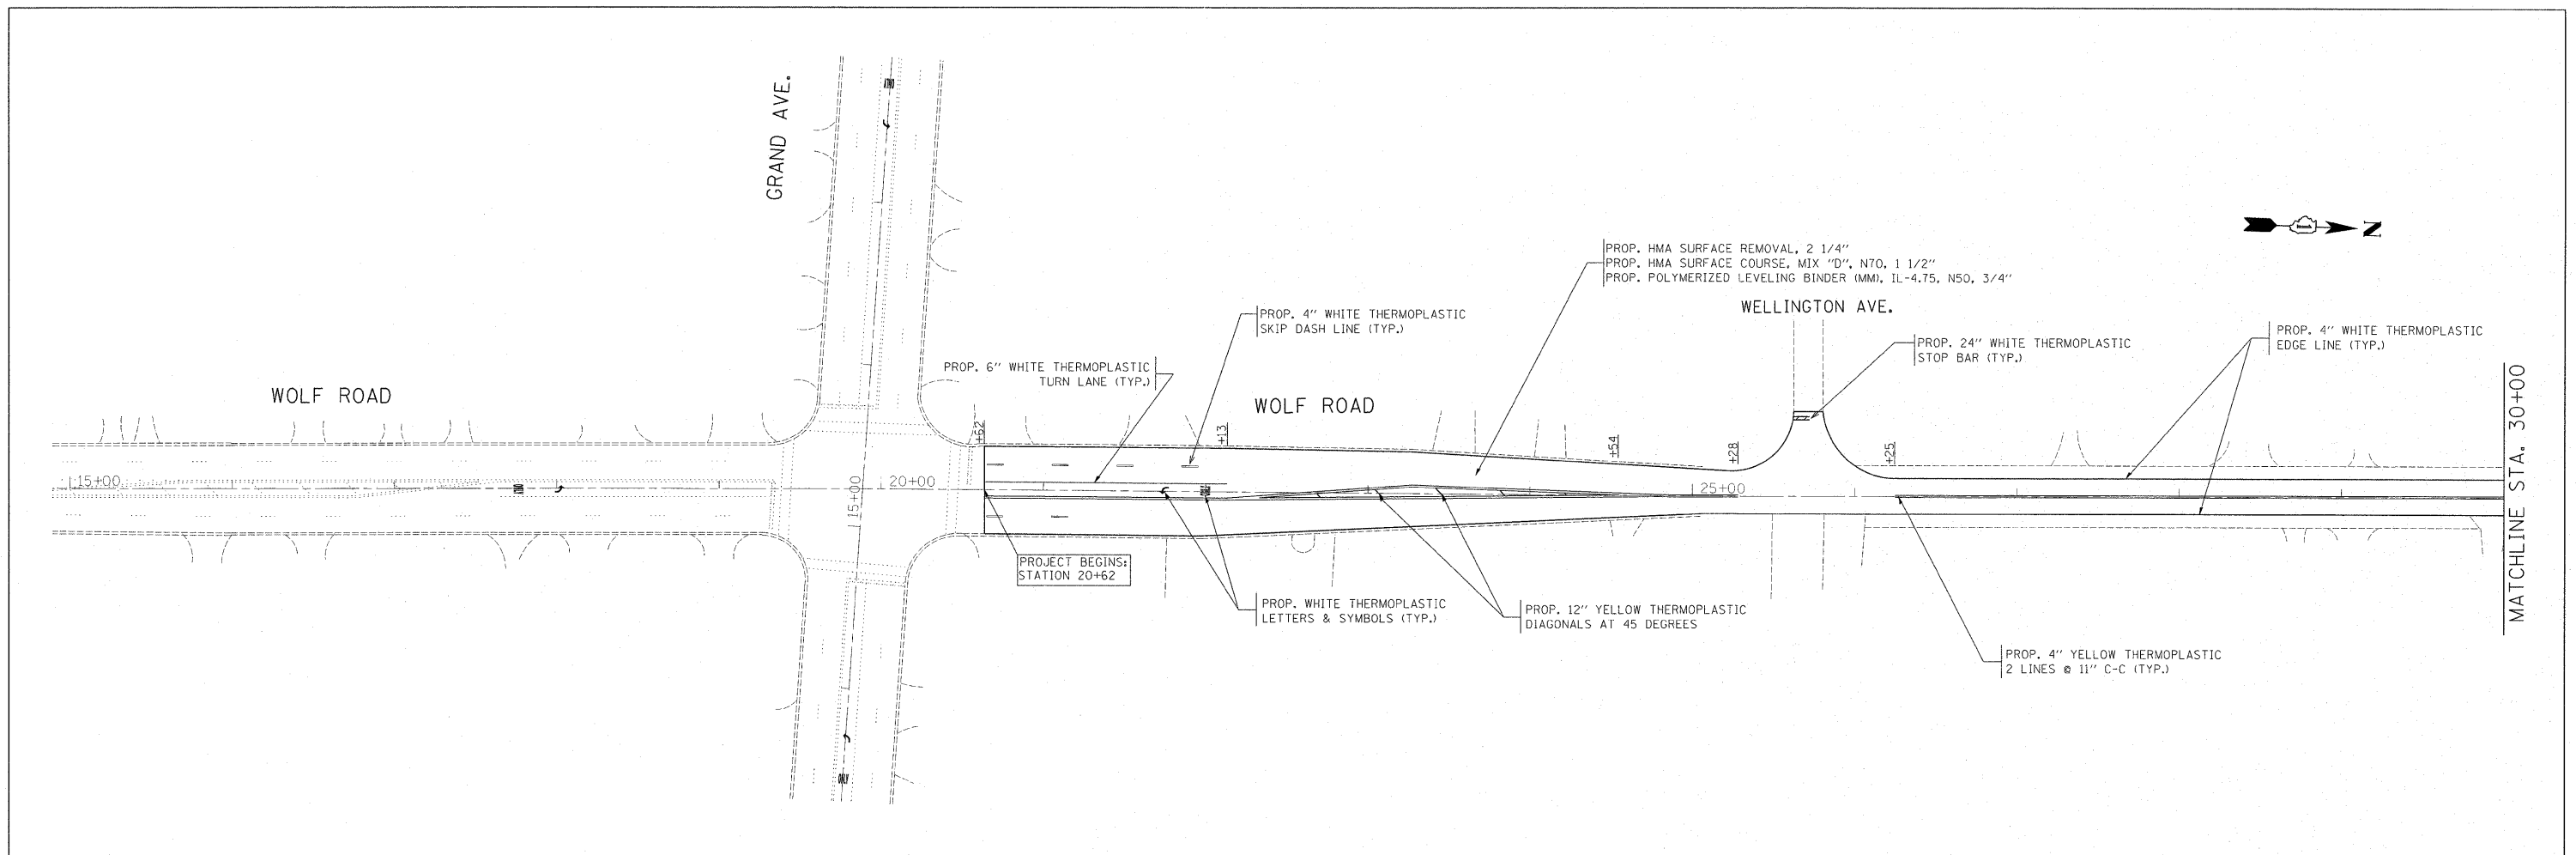 GRAND AVE.
ONLY
N
PROP. HMA SURFACE REMOVAL, 2 1/4"
PROP. HMA SURFACE COURSE, MIX "D", N70, 1 1/2"
PROP. POLYMERIZED LEVELING BINDER (MM), IL-4.75, N50, 3/4"
WELLINGTON AVE.
PROP. 4" WHITE THERMOPLASTIC
SKIP DASH LINE (TYP.)
PROP. 24" WHITE THERMOPLASTIC
STOP BAR (TYP.)
PROP. 4" WHITE THERMOPLASTIC
EDGE LINE (TYP.)
PROP. 6" WHITE THERMOPLASTIC
TURN LANE (TYP.)
WOLF ROAD
WOLF ROAD
+62
+13
+54
+28
+25
15+00
ONLY
15+00
20+00
ONLY
25+00
MATCHLINE STA. 30+00
PROJECT BEGINS:
STATION 20+62
PROP. WHITE THERMOPLASTIC
LETTERS & SYMBOLS (TYP.)
PROP. 12" YELLOW THERMOPLASTIC
DIAGONALS AT 45 DEGREES
PROP. 4" YELLOW THERMOPLASTIC
2 LINES @ 11" C-C (TYP.)
ONLY